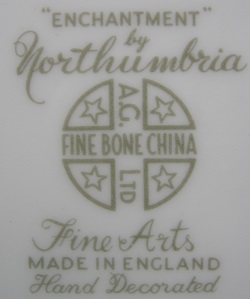 "ENCHANTMENT"
by
Northumbria
A.C.
FINE BONE CHINA
LTD
Fine Arts
MADE IN ENGLAND
Hand Decorated